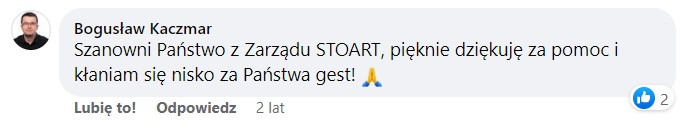 Bogusław Kaczmar
Szanowni Państwo z Zarządu STOART, pięknie dziękuję za pomoc i
kłaniam się nisko za Państwa gest! 🙏
2
Lubię to! Odpowiedz 2 lat